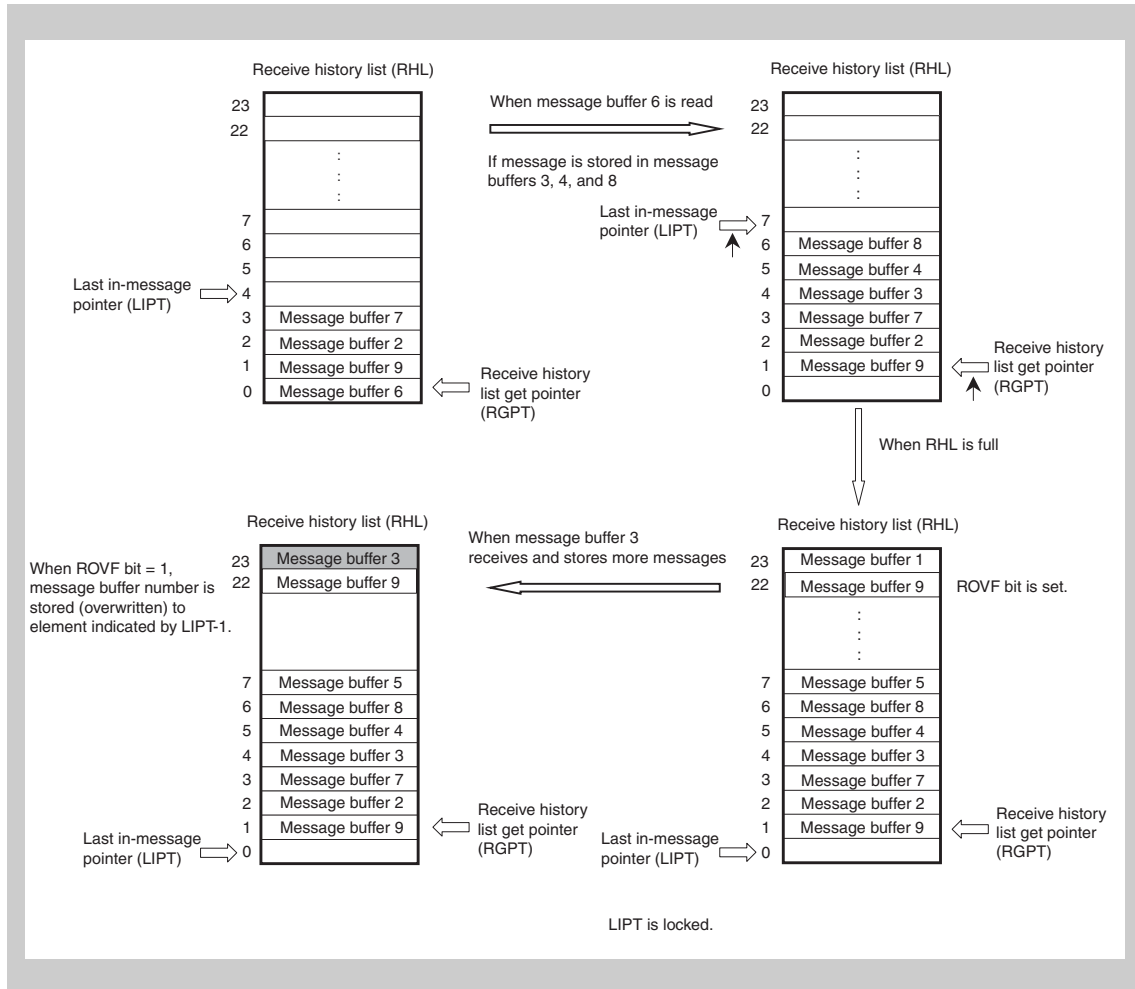 Receive history list (RHL)
23
22
:
:
:
7
6
5
4
3 Message buffer 7
2 Message buffer 2
1 Message buffer 9
0 Message buffer 6
Last in-message
pointer (LIPT)
Receive history
list get pointer
(RGPT)
When message buffer 6 is read
If message is stored in message
buffers 3, 4, and 8
Receive history list (RHL)
23
22
:
:
:
7
6 Message buffer 8
5 Message buffer 4
4 Message buffer 3
3 Message buffer 7
2 Message buffer 2
1 Message buffer 9
0
Last in-message
pointer (LIPT)
Receive history
list get pointer
(RGPT)
When RHL is full
Receive history list (RHL)
23 Message buffer 1
22 Message buffer 9
:
:
:
7 Message buffer 5
6 Message buffer 8
5 Message buffer 4
4 Message buffer 3
3 Message buffer 7
2 Message buffer 2
1 Message buffer 9
0
ROVF bit is set.
Last in-message
pointer (LIPT)
Receive history
list get pointer
(RGPT)
LIPT is locked.
When message buffer 3
receives and stores more messages
Receive history list (RHL)
23 Message buffer 3
22 Message buffer 9
7 Message buffer 5
6 Message buffer 8
5 Message buffer 4
4 Message buffer 3
3 Message buffer 7
2 Message buffer 2
1 Message buffer 9
0
When ROVF bit = 1,
message buffer number is
stored (overwritten) to
element indicated by LIPT-1.
Last in-message
pointer (LIPT)
Receive history
list get pointer
(RGPT)